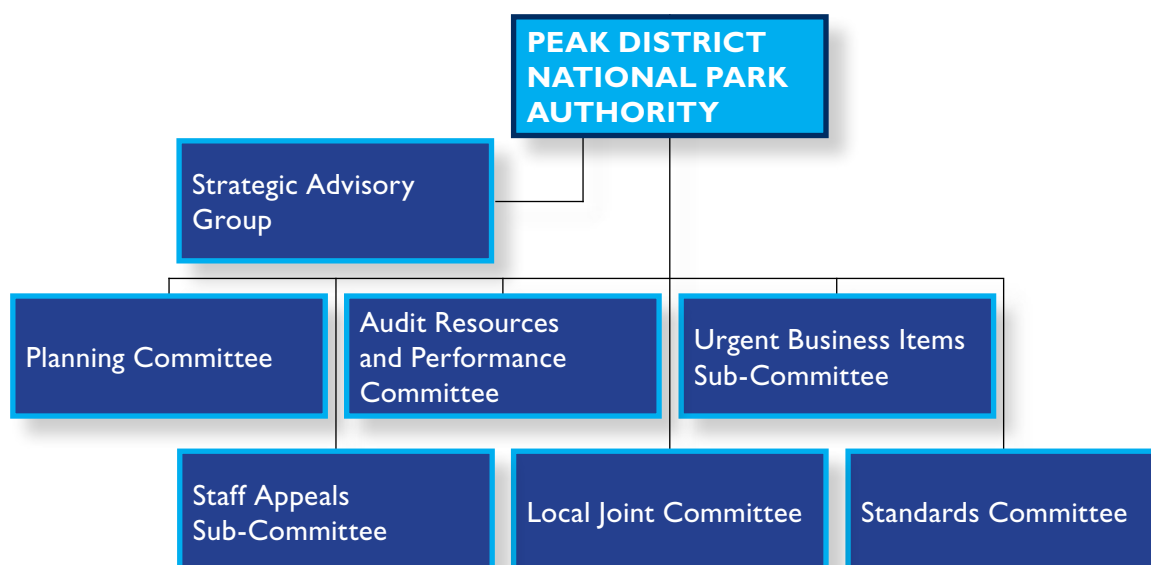 PEAK DISTRICT
NATIONAL PARK
AUTHORITY
Strategic Advisory
Group
Planning Committee
Audit Resources
and Performance
Committee
Urgent Business Items
Sub-Committee
Staff Appeals
Sub-Committee
Local Joint Committee
Standards Committee